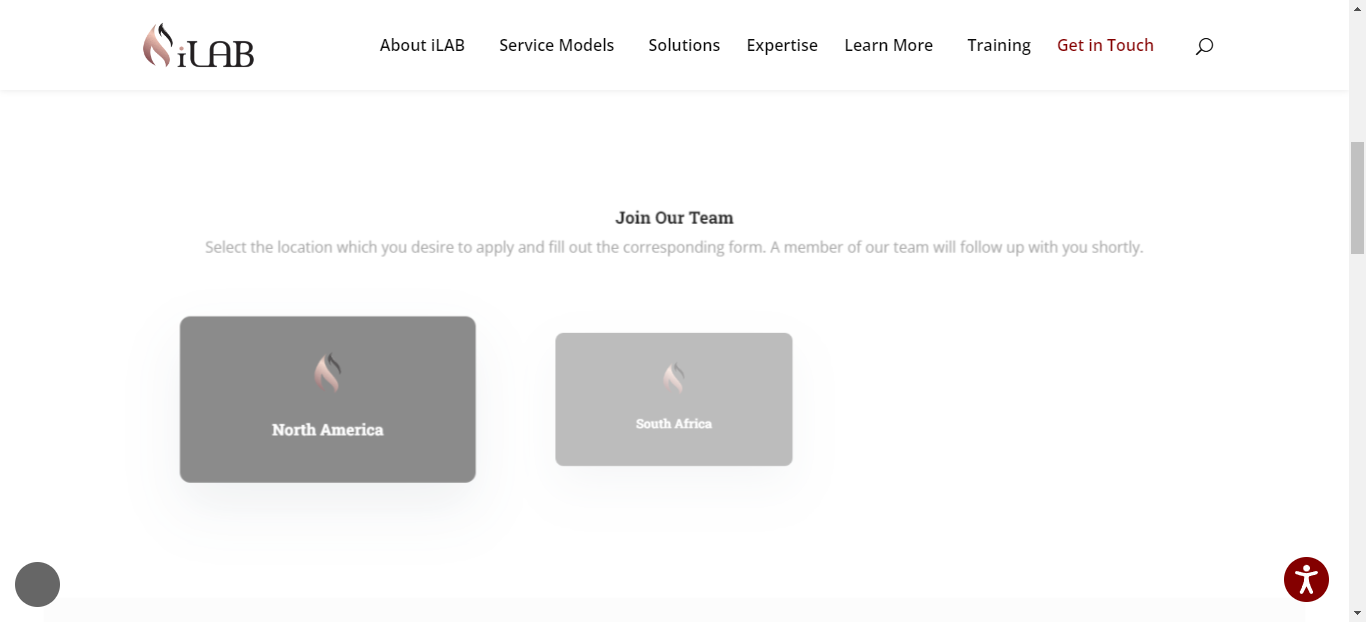 iLAB
About iLAB
Service Models
Solutions
Expertise
Learn More
Training
Get in Touch
Join Our Team
Select the location which you desire to apply and fill out the corresponding form. A member of our team will follow up with you shortly.
North America
South Africa